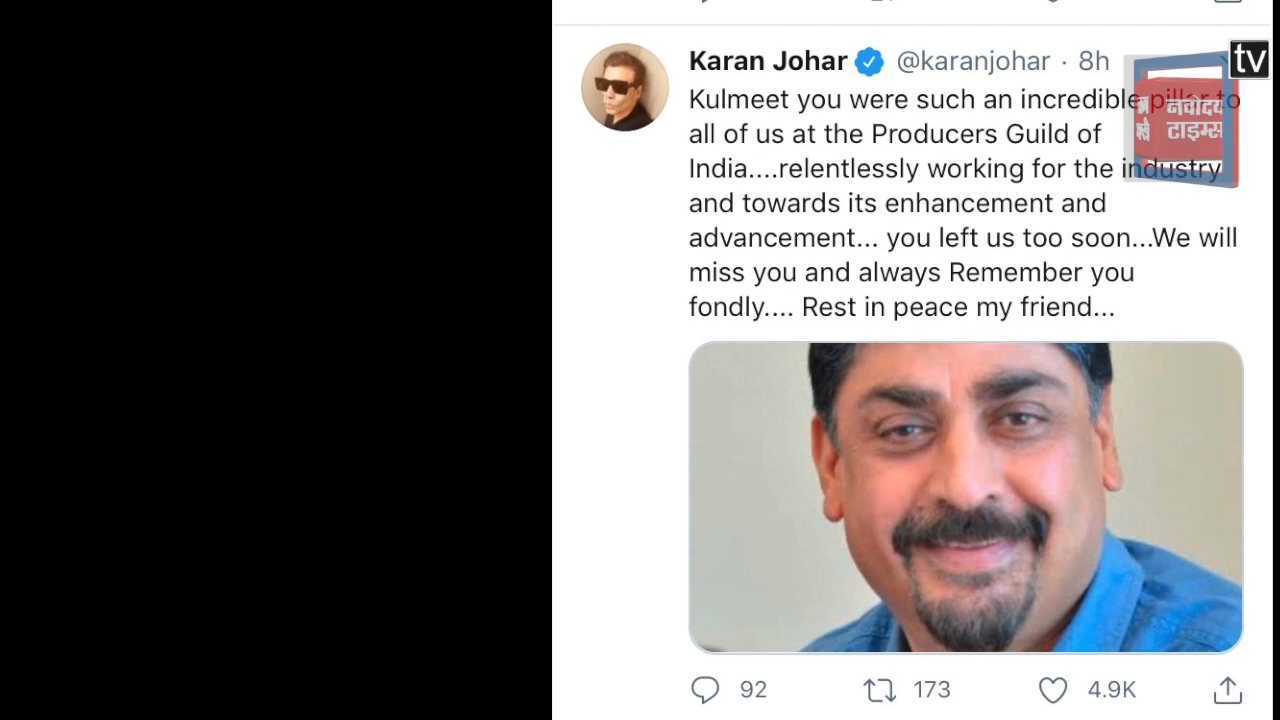 Karan Johar @karanjohar · 8h
tv
Kulmeet you were such an incredible pillar to
all of us at the Producers Guild of
India....relentlessly working for the industry
and towards its enhancement and
advancement... you left us too soon...We will
miss you and always Remember you
fondly.... Rest in peace my friend...
नवोदय
टाइम्स
92 173 4.9K